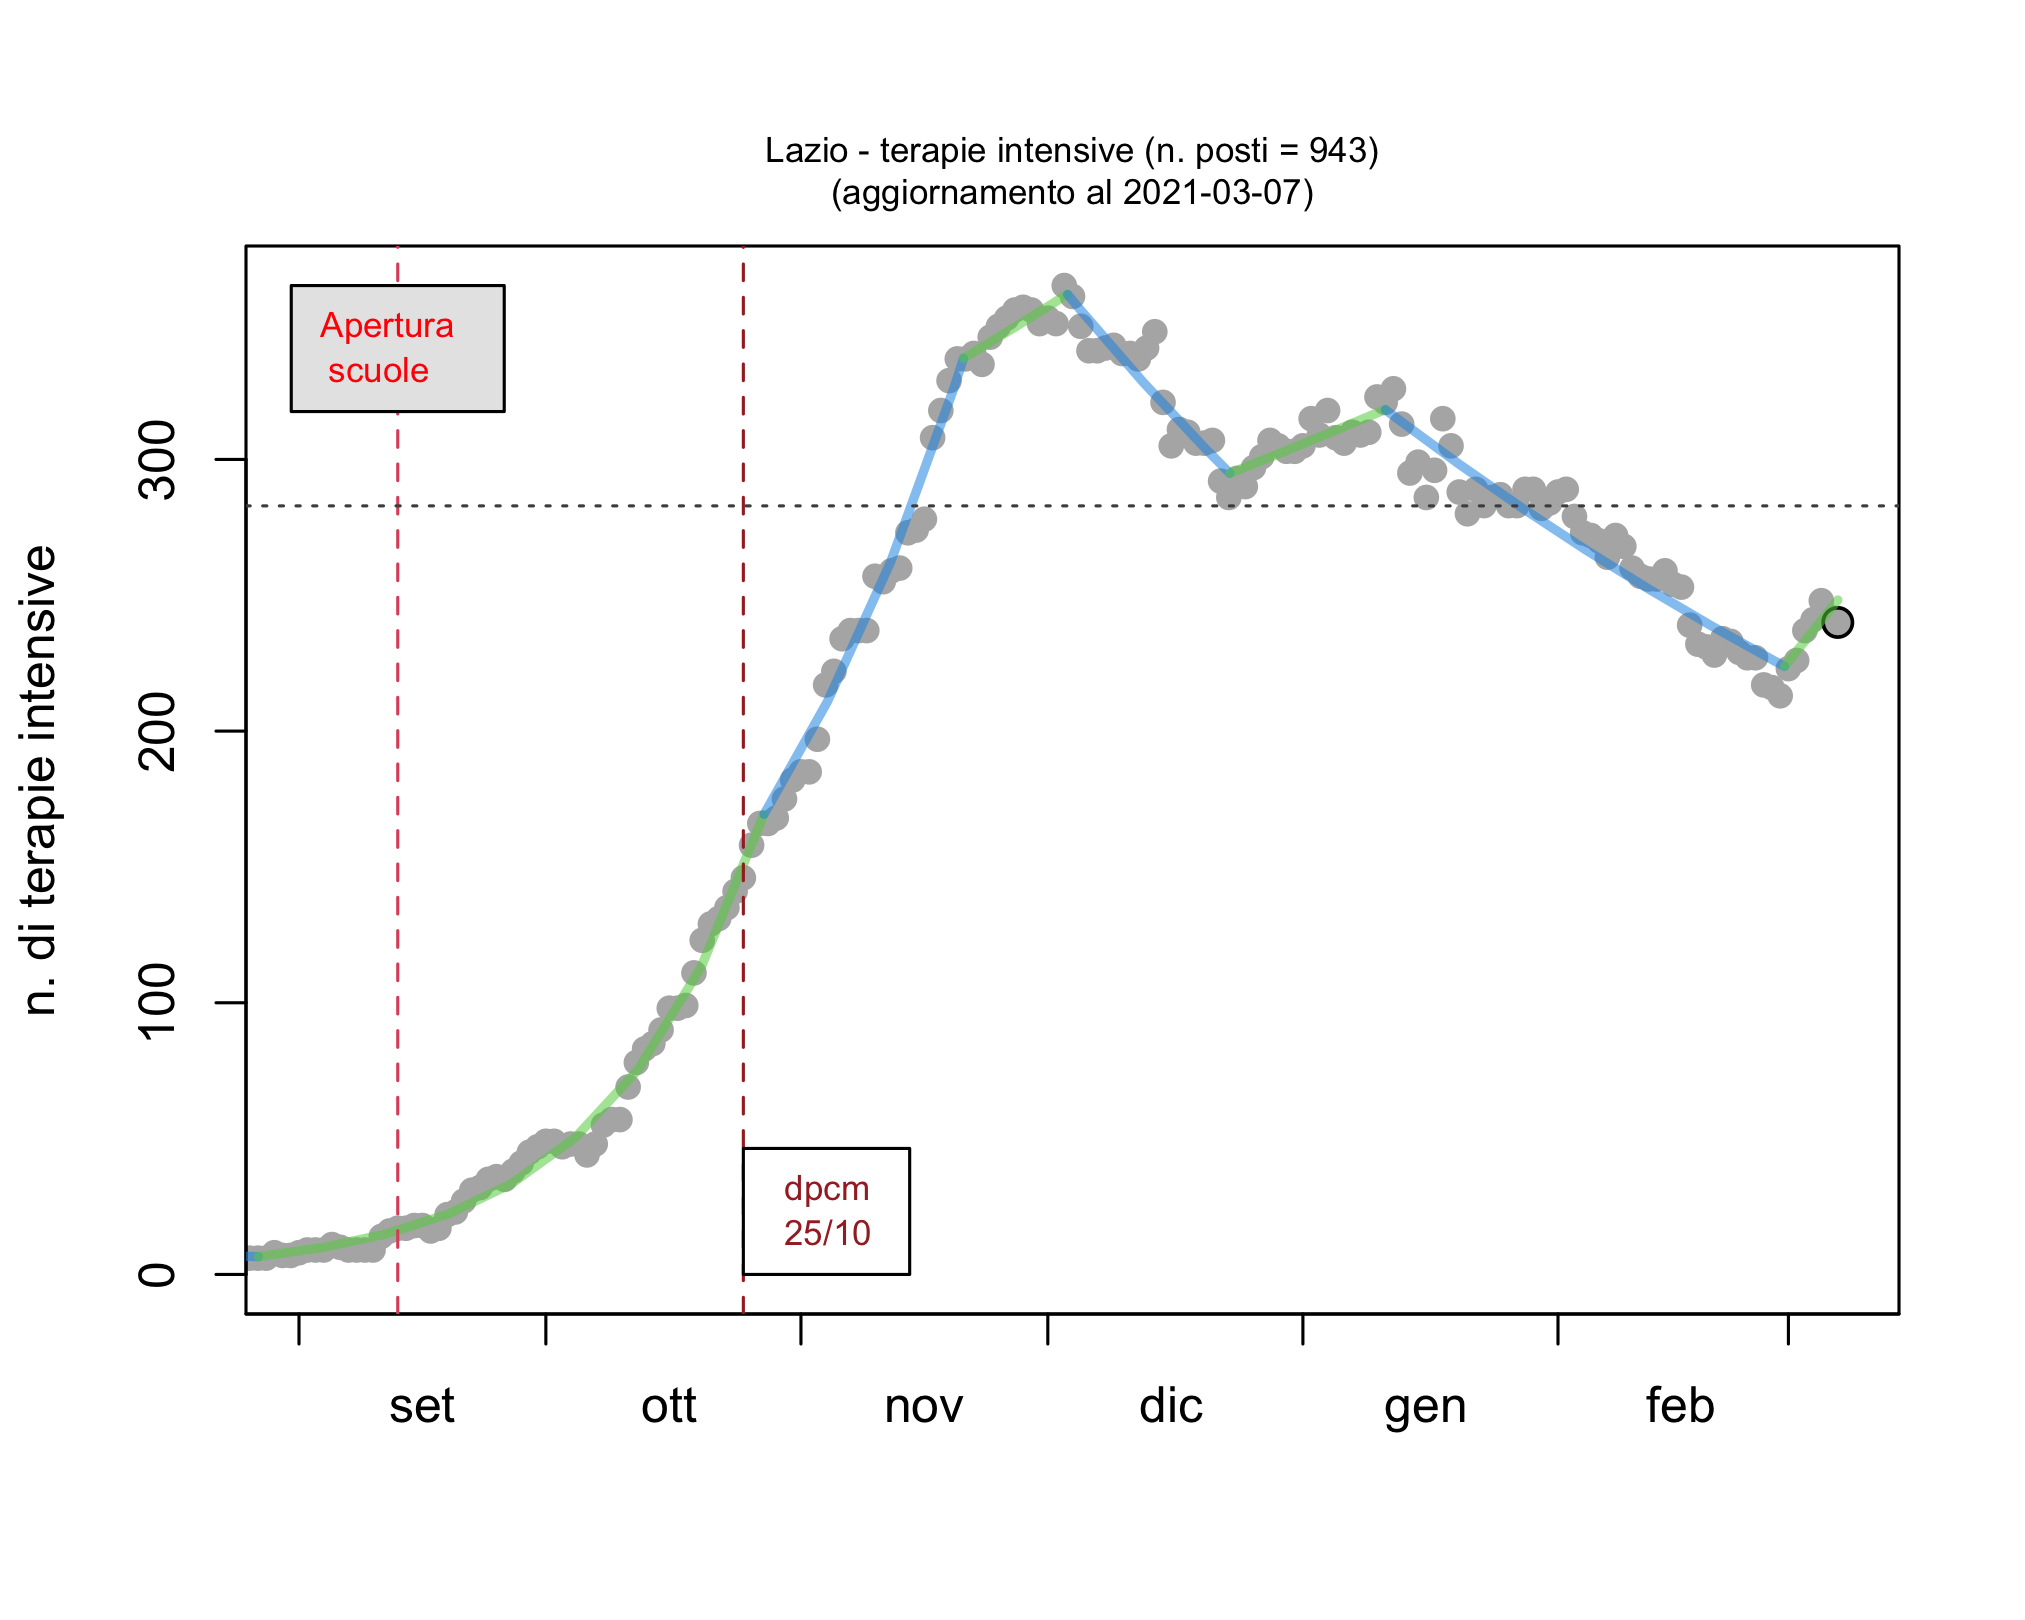 Lazio - terapie intensive (n. posti = 943)
(aggiornamento al 2021-03-07)
Apertura
scuole
n. di terapie intensive
300
200
100
0
dpcm
25/10
set ott nov dic gen feb